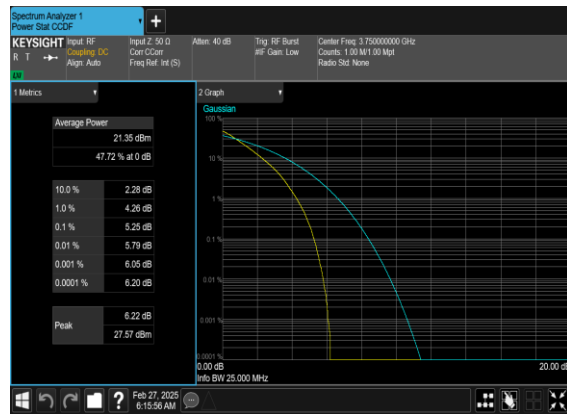 Spectrum Analyzer 1
Power Stat CCDF
KEYSIGHT
R T
LXI
Input: RF
Coupling: DC
Align: Auto
Input Z: 50 Ω
Corr CCorr
Freq Ref: Int (S)
Atten: 40 dB
Trig: RF Burst
#IF Gain: Low
Center Freq: 3.750000000 GHz
Counts: 1.00 M/1.00 Mpt
Radio Std: None
1 Metrics
Average Power
21.35 dBm
47.72 % at 0 dB
10.0 % 2.28 dB
1.0 % 4.26 dB
0.1 % 5.25 dB
0.01 % 5.79 dB
0.001 % 6.05 dB
0.0001 % 6.20 dB
Peak
6.22 dB
27.57 dBm
2 Graph
Gaussian
100 %
10 %
1 %
0.1 %
0.01 %
0.001 %
0.0001 %
0.00 dB
20.00 dB
Info BW 25.000 MHz
?
Feb 27, 2025
6:15:56 AM